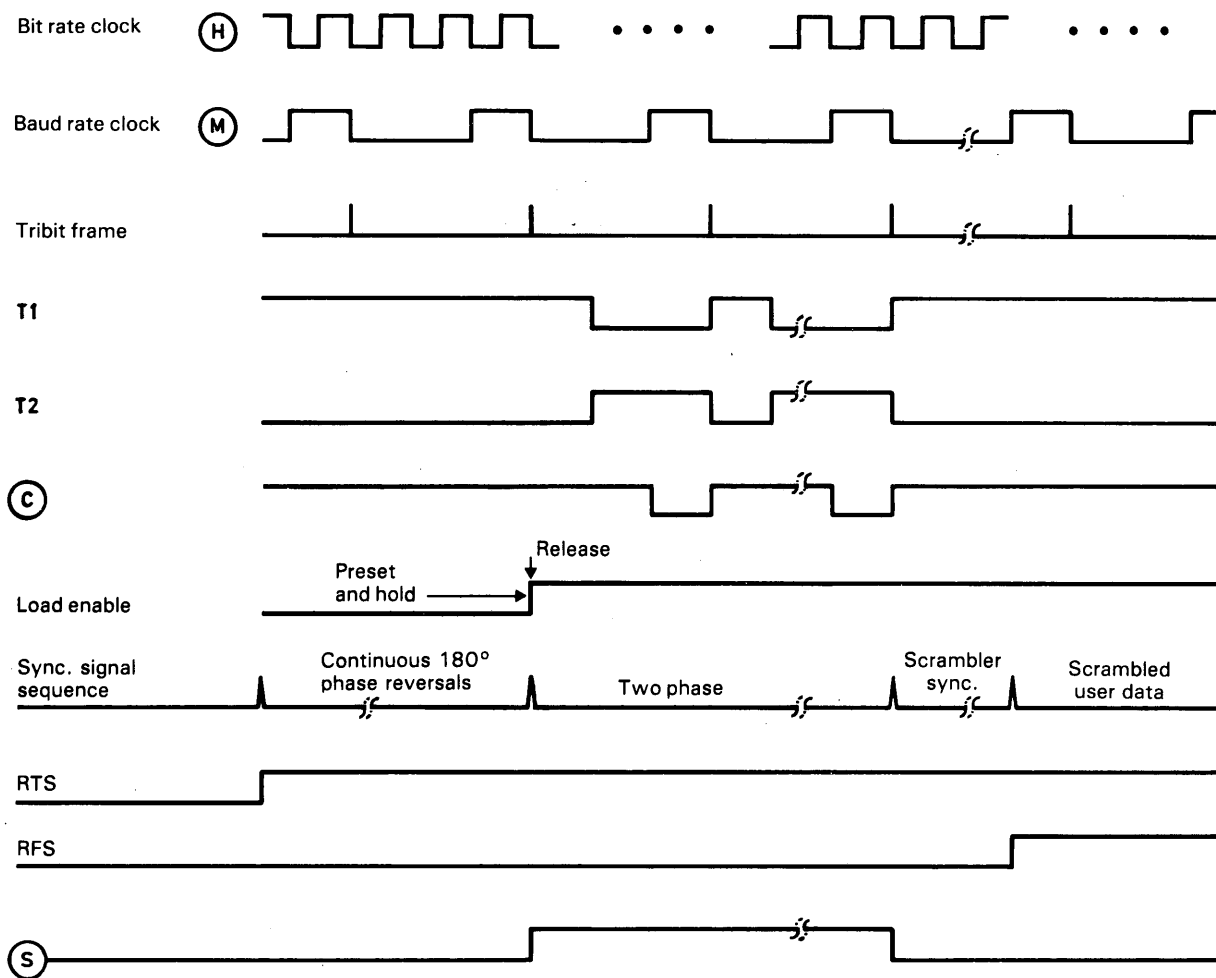 Bit rate clock
H
Baud rate clock
M
Tribit frame
T1
T2
C
Release
Preset
and hold
Load enable
Sync. signal
sequence
Continuous 180°
phase reversals
Two phase
Scrambler
sync.
Scrambled
user data
RTS
RFS
S